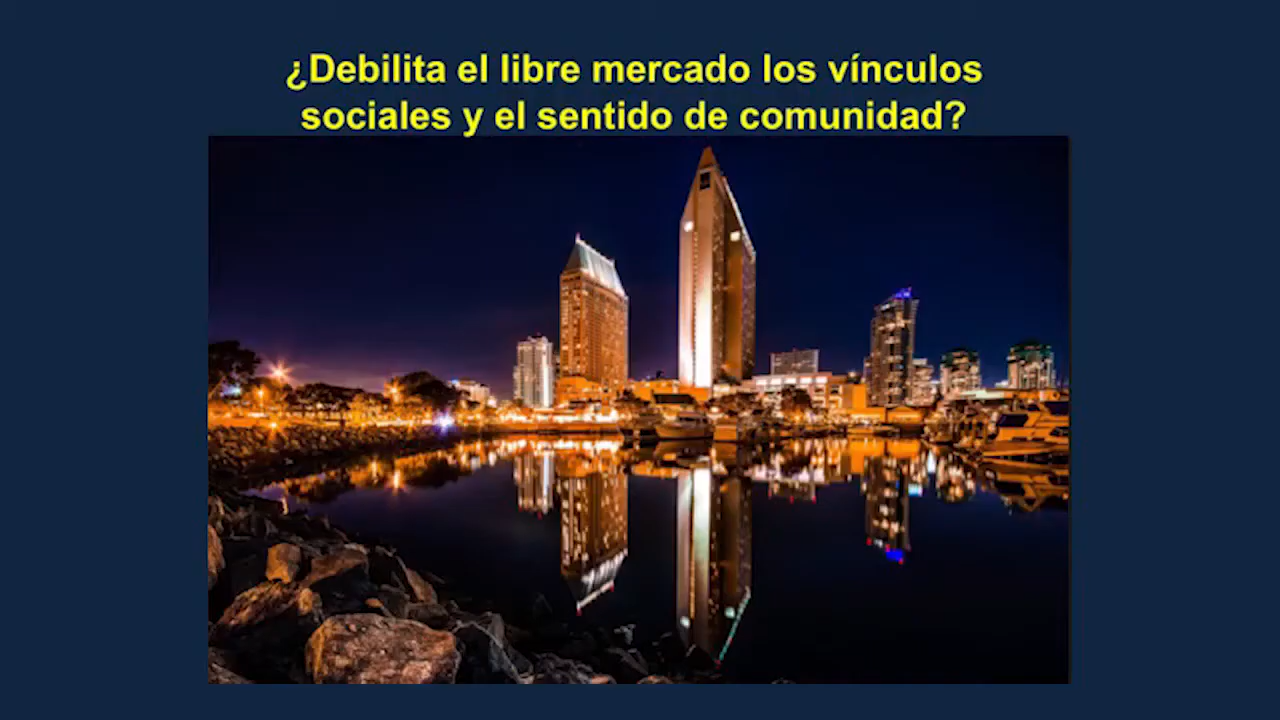 ¿Debilita el libre mercado los vínculos
sociales y el sentido de comunidad?